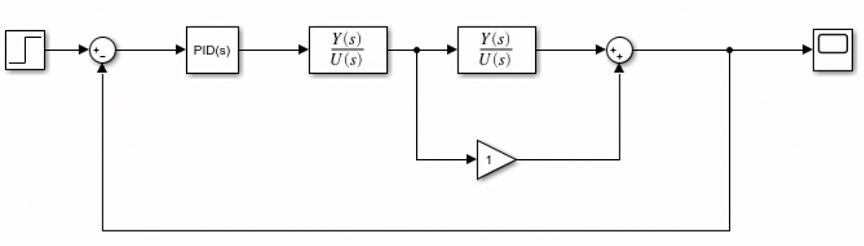 +
−
PID(s)
Y(s)
U(s)
Y(s)
U(s)
+
+
1